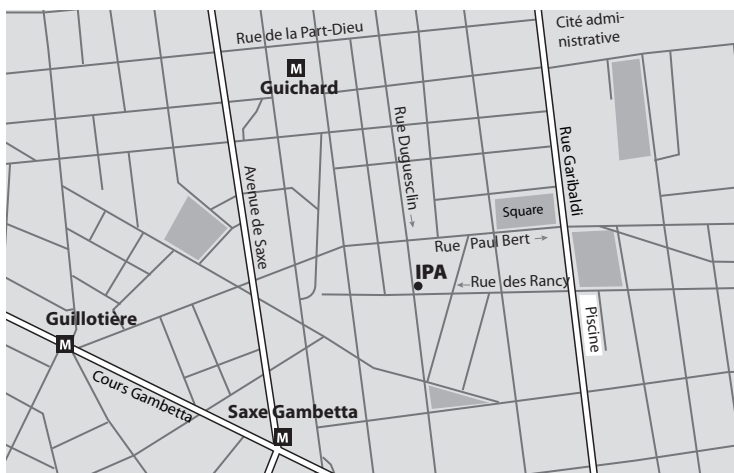 Rue de la Part-Dieu
Cité admi-
nistrative
M
Guichard
Rue Duguesclin →
Rue Garibaldi
Avenue de Saxe
Square
Rue Paul Bert →
IPA
←Rue des Rancy
Guillotière
M
Piscine
Cours Gambetta
Saxe Gambetta
M